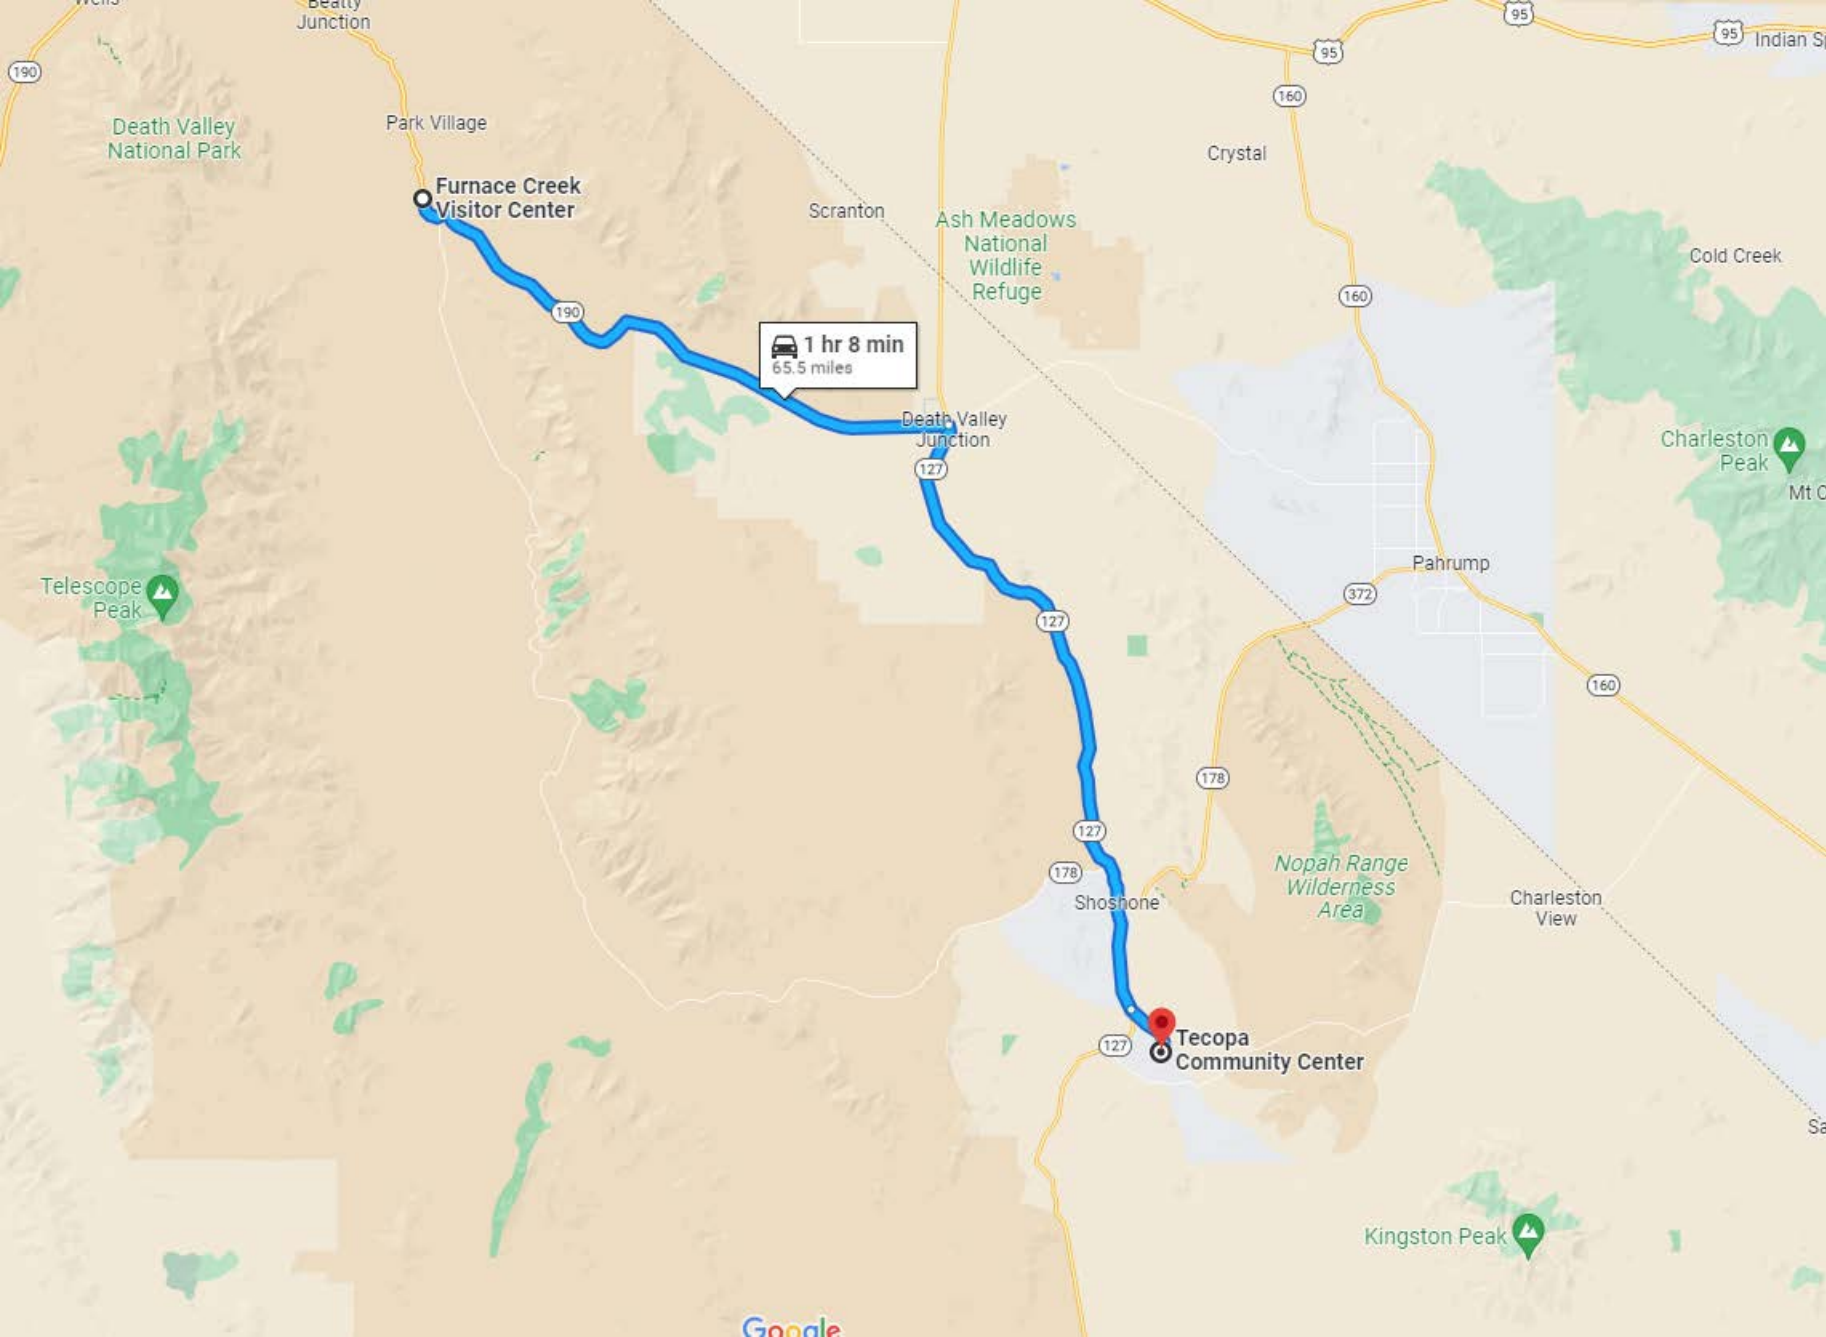 Wells
Beatty
Junction
95
95
95
Indian Sp
190
160
Death Valley
National Park
Park Village
Crystal
Furnace Creek
Visitor Center
Scranton
Ash Meadows
National
Wildlife
Refuge
Cold Creek
190
160
1 hr 8 min
65.5 miles
Death Valley
Junction
127
Charleston
Peak
Mt C
Pahrump
Telescope
Peak
372
127
160
178
127
178
Shoshone
Nopah Range
Wilderness
Area
Charleston
View
127
Tecopa
Community Center
Sa
Kingston Peak
Google